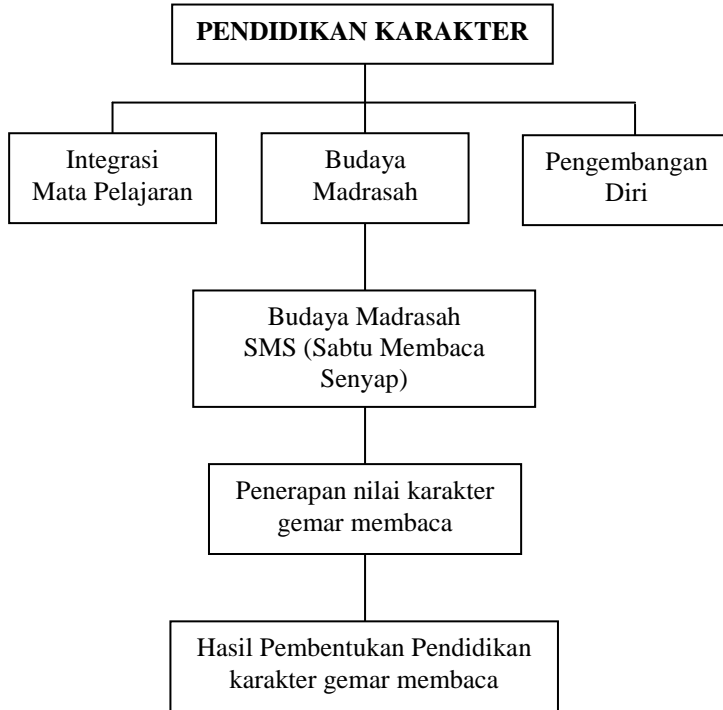 PENDIDIKAN KARAKTER
Integrasi
Mata Pelajaran
Budaya
Madrasah
Pengembangan
Diri
Budaya Madrasah
SMS (Sabtu Membaca
Senyap)
Penerapan nilai karakter
gemar membaca
Hasil Pembentukan Pendidikan
karakter gemar membaca